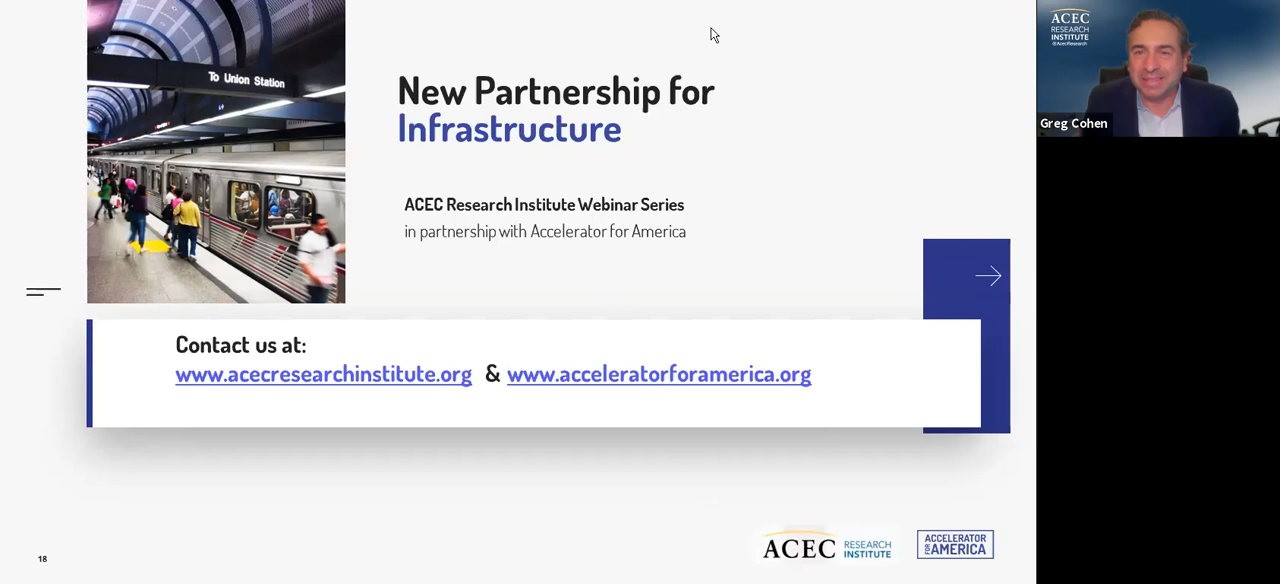 To Union Station
New Partnership for
Infrastructure
ACEC Research Institute Webinar Series
in partnership with Accelerator for America
Contact us at:
www.acecresearchinstitute.org & www.acceleratorforamerica.org
18
ACEC RESEARCH
INSTITUTE
ACCELERATOR
FOR AMERICA
ACEC
RESEARCH
INSTITUTE
Greg Cohen